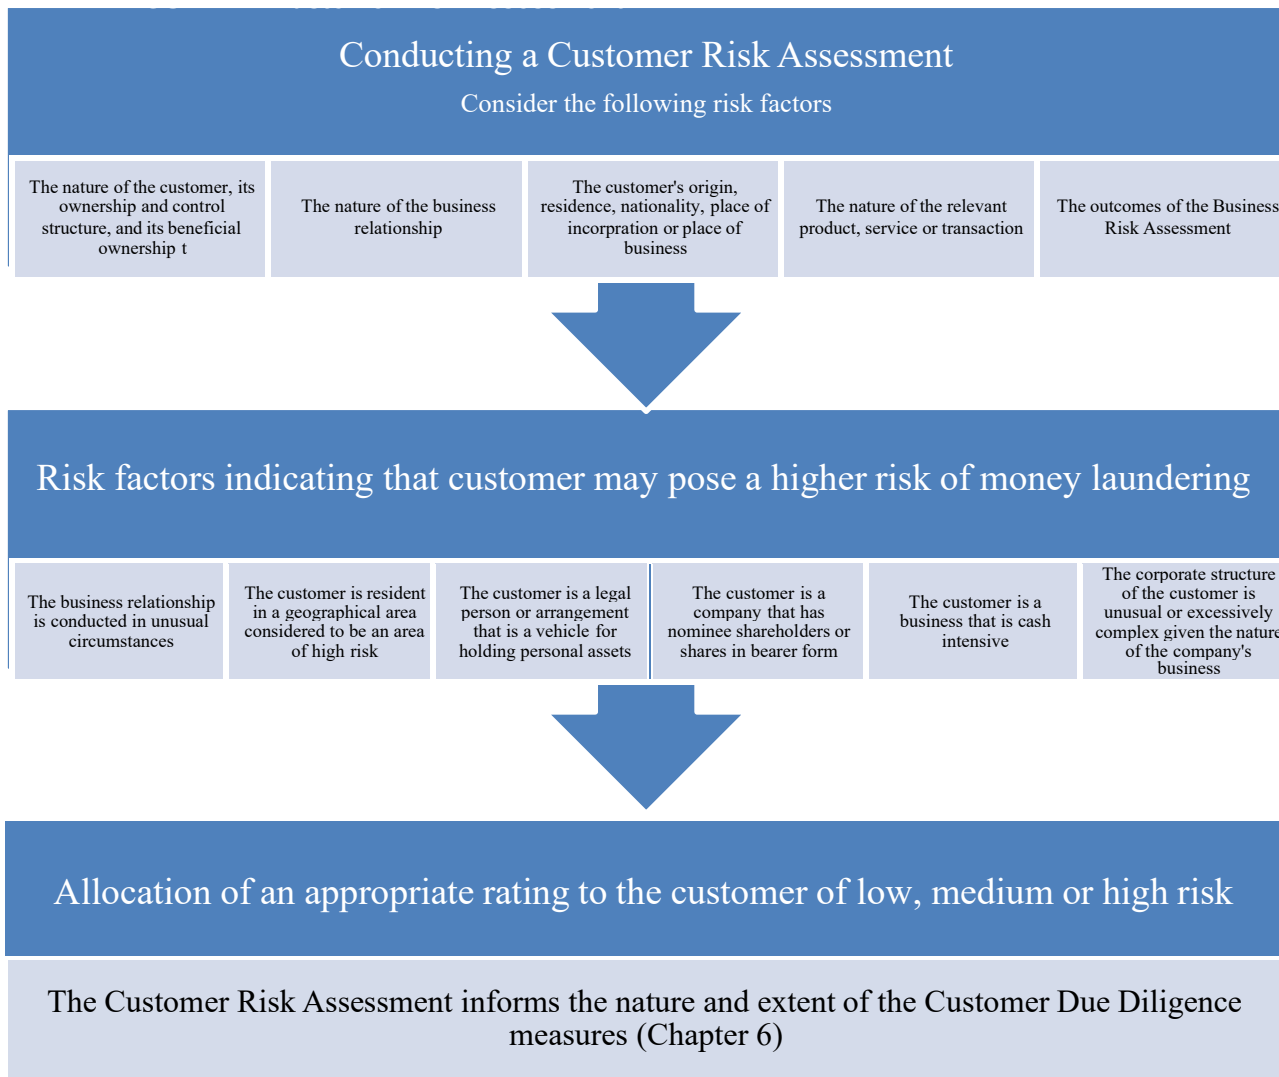 Conducting a Customer Risk Assessment
Consider the following risk factors
The nature of the customer, its
ownership and control
structure, and its beneficial
ownership t
The nature of the business
relationship
The customer's origin,
residence, nationality, place of
incorpration or place of
business
The nature of the relevant
product, service or transaction
The outcomes of the Business
Risk Assessment
Risk factors indicating that customer may pose a higher risk of money laundering
The business relationship
is conducted in unusual
circumstances
The customer is resident
in a geographical area
considered to be an area
of high risk
The customer is a legal
person or arrangement
that is a vehicle for
holding personal assets
The customer is a
company that has
nominee shareholders or
shares in bearer form
The customer is a
business that is cash
intensive
The corporate structure
of the customer is
unusual or excessively
complex given the nature
of the company's
business
Allocation of an appropriate rating to the customer of low, medium or high risk
The Customer Risk Assessment informs the nature and extent of the Customer Due Diligence
measures (Chapter 6)